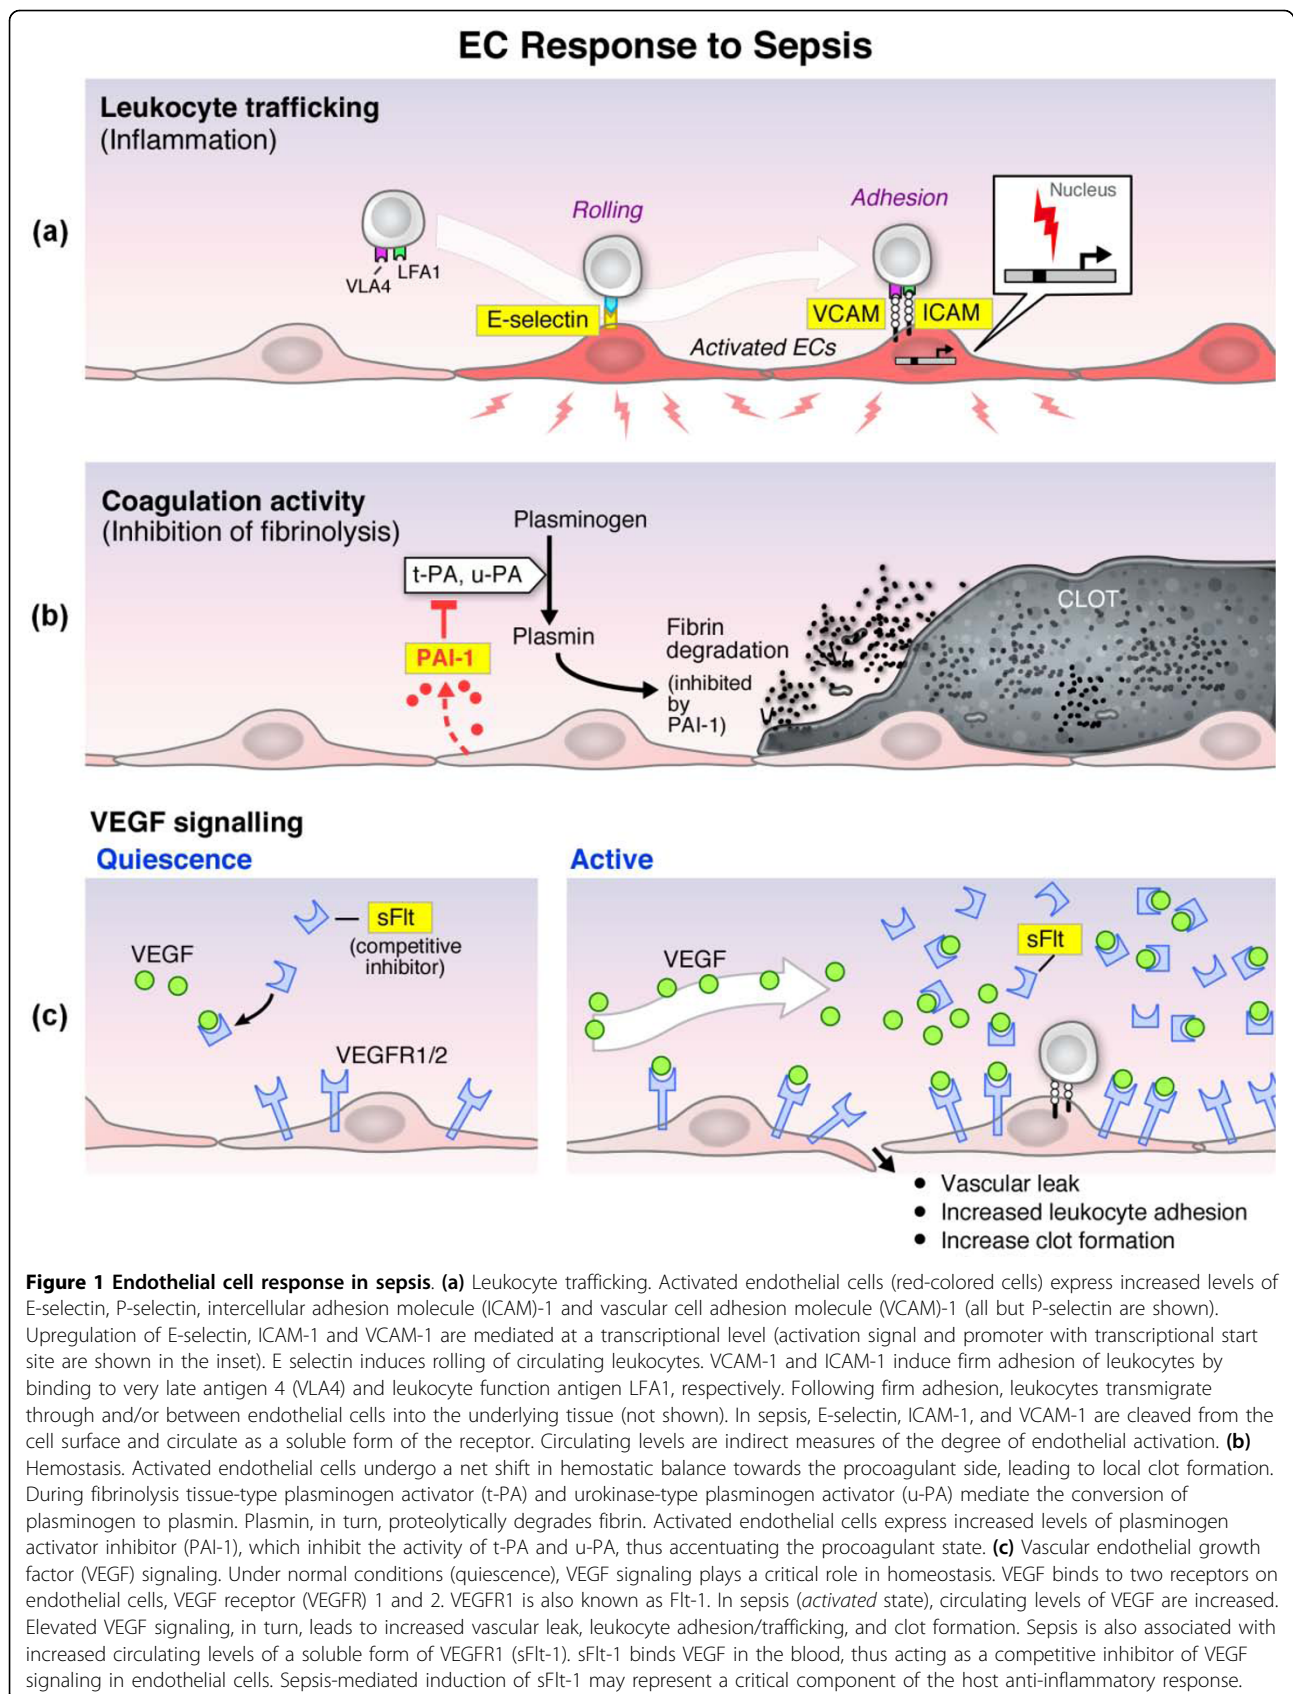 EC Response to Sepsis
Leukocyte trafficking
(Inflammation)
(a)
VLA4
LFA1
Rolling
E-selectin
Activated ECs
Adhesion
VCAM
ICAM
Nucleus
Coagulation activity
(Inhibition of fibrinolysis)
(b)
Plasminogen
t-PA, u-PA
Plasmin
PAI-1
Fibrin
degradation
(inhibited
by
PAI-1)
CLOT
VEGF signalling
Quiescence
Active
(c)
VEGF
sFlt
(competitive
inhibitor)
VEGFR1/2
VEGF
sFlt
• Vascular leak
• Increased leukocyte adhesion
• Increase clot formation
Figure 1 Endothelial cell response in sepsis. (a) Leukocyte trafficking. Activated endothelial cells (red-colored cells) express increased levels of
E-selectin, P-selectin, intercellular adhesion molecule (ICAM)-1 and vascular cell adhesion molecule (VCAM)-1 (all but P-selectin are shown).
Upregulation of E-selectin, ICAM-1 and VCAM-1 are mediated at a transcriptional level (activation signal and promoter with transcriptional start
site are shown in the inset). E selectin induces rolling of circulating leukocytes. VCAM-1 and ICAM-1 induce firm adhesion of leukocytes by
binding to very late antigen 4 (VLA4) and leukocyte function antigen LFA1, respectively. Following firm adhesion, leukocytes transmigrate
through and/or between endothelial cells into the underlying tissue (not shown). In sepsis, E-selectin, ICAM-1, and VCAM-1 are cleaved from the
cell surface and circulate as a soluble form of the receptor. Circulating levels are indirect measures of the degree of endothelial activation. (b)
Hemostasis. Activated endothelial cells undergo a net shift in hemostatic balance towards the procoagulant side, leading to local clot formation.
During fibrinolysis tissue-type plasminogen activator (t-PA) and urokinase-type plasminogen activator (u-PA) mediate the conversion of
plasminogen to plasmin. Plasmin, in turn, proteolytically degrades fibrin. Activated endothelial cells express increased levels of plasminogen
activator inhibitor (PAI-1), which inhibit the activity of t-PA and u-PA, thus accentuating the procoagulant state. (c) Vascular endothelial growth
factor (VEGF) signaling. Under normal conditions (quiescence), VEGF signaling plays a critical role in homeostasis. VEGF binds to two receptors on
endothelial cells, VEGF receptor (VEGFR) 1 and 2. VEGFR1 is also known as Flt-1. In sepsis (activated state), circulating levels of VEGF are increased.
Elevated VEGF signaling, in turn, leads to increased vascular leak, leukocyte adhesion/trafficking, and clot formation. Sepsis is also associated with
increased circulating levels of a soluble form of VEGFR1 (sFlt-1). sFlt-1 binds VEGF in the blood, thus acting as a competitive inhibitor of VEGF
signaling in endothelial cells. Sepsis-mediated induction of sFlt-1 may represent a critical component of the host anti-inflammatory response.